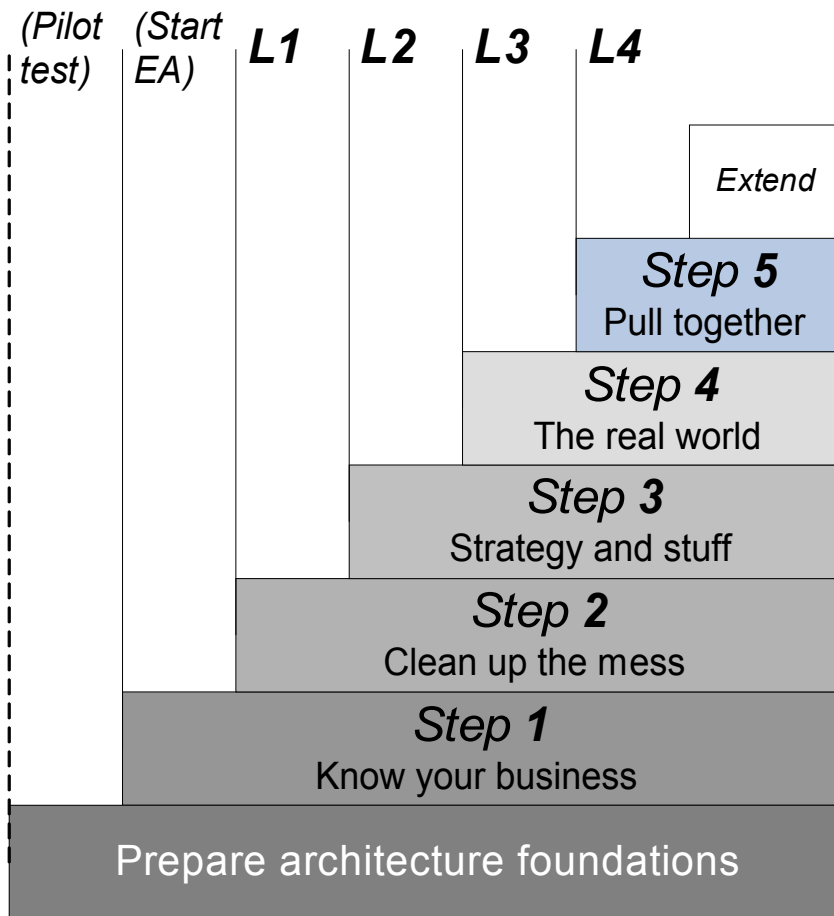 (Pilot
test)
(Start
EA)
L1
L2
L3
L4
Extend
Step 5
Pull together
Step 4
The real world
Step 3
Strategy and stuff
Step 2
Clean up the mess
Step 1
Know your business
Prepare architecture foundations